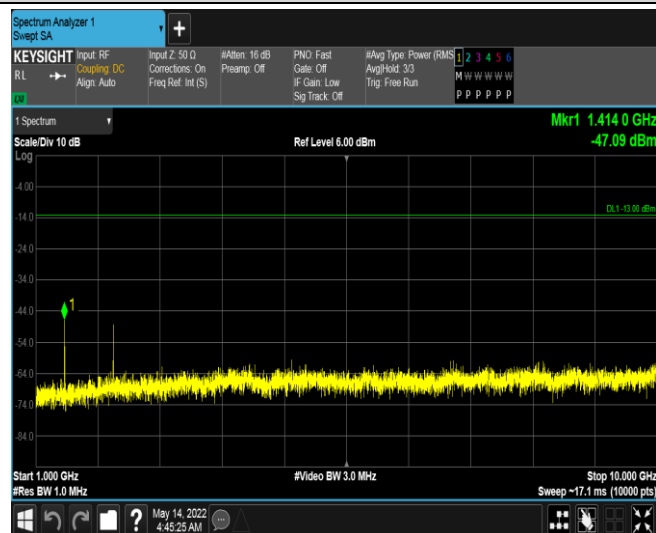 Spectrum Analyzer 1
Swept SA
+
KEYSIGHT Input: RF Input Z: 50 Ω #Atten: 16 dB PNO: Fast #Avg Type: Power (RMS 1 2 3 4 5 6
RL Coupling: DC Corrections: On Preamp: Off Gate: Off Avg|Hold: 3/3 M W W W W W
Align: Auto Freq Ref: Int (S) IF Gain: Low Trig: Free Run
Sig Track: Off P P P P P P
1 Spectrum
Mkr1 1.414 0 GHz
Scale/Div 10 dB Ref Level 6.00 dBm -47.09 dBm
Log
-4.00
DL1 -13.00 dBm
-14.0
-24.0
-34.0
1
-44.0
-54.0
-64.0
-74.0
-84.0
Start 1.000 GHz #Video BW 3.0 MHz Stop 10.000 GHz
#Res BW 1.0 MHz Sweep ~17.1 ms (10000 pts)
? May 14, 2022
4:45:25 AM